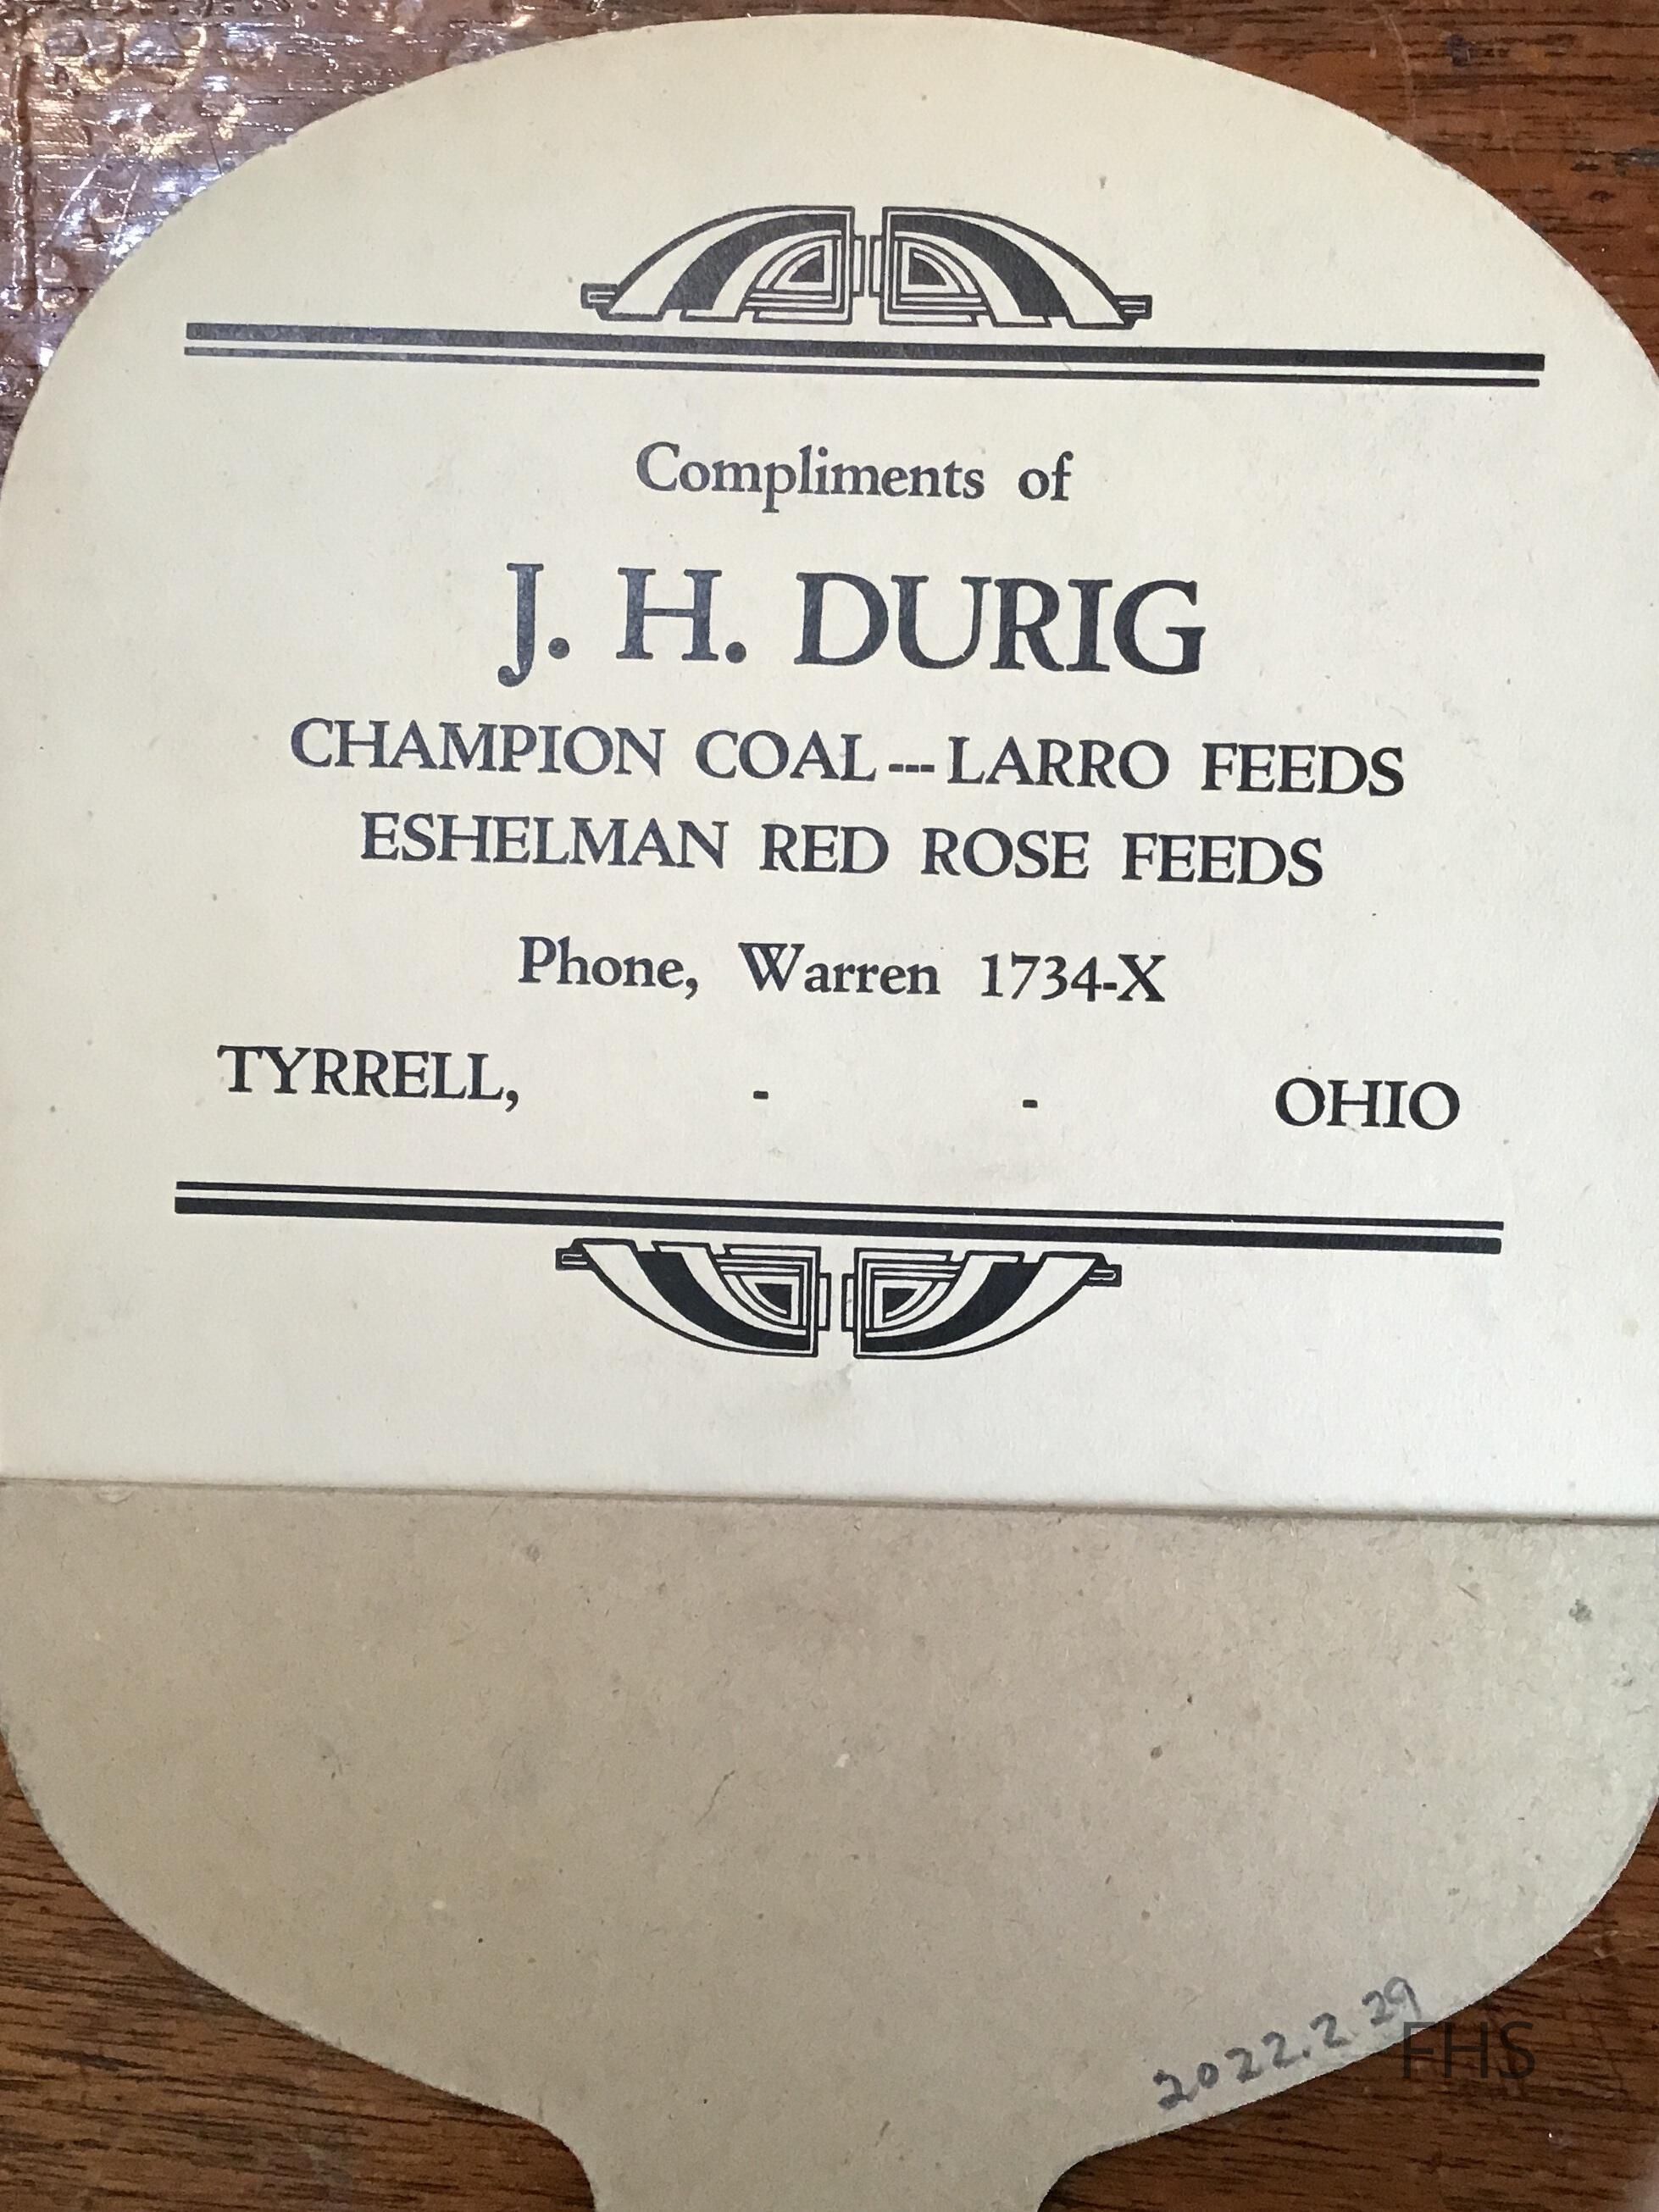 Compliments of
J. H. DURIG
CHAMPION COAL---LARRO FEEDS
ESHELMAN RED ROSE FEEDS
Phone, Warren 1734-X
TYRRELL, - - OHIO
2022.2 29
FHS